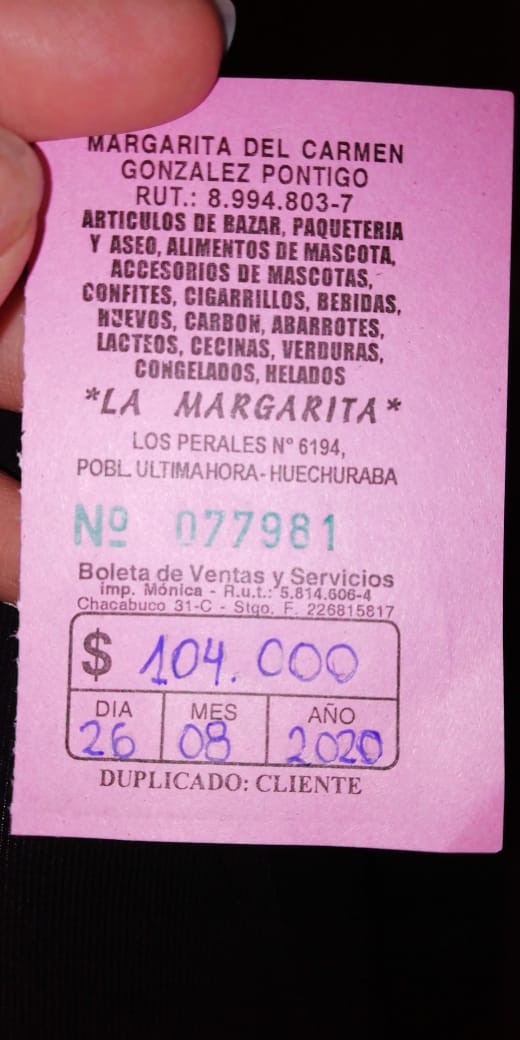 MARGARITA DEL CARMEN
GONZALEZ PONTIGO
RUT.: 8.994.803-7
ARTICULOS DE BAZAR, PAQUETERIA
Y ASEO, ALIMENTOS DE MASCOTA,
ACCESORIOS DE MASCOTAS,
CONFITES, CIGARRILLOS, BEBIDAS,
HUEVOS, CARBON, ABARROTES,
LACTEOS, CECINAS, VERDURAS,
CONGELADOS, HELADOS
*LA MARGARITA*
LOS PERALES N° 6194,
POBL. ULTIMA HORA - HUECHURABA
Nº 077981
Boleta de Ventas y Servicios
imp. Mónica - R.u.t.: 5.814.606-4
Chacabuco 31-C - Stgo. F. 226815817
$ 104.000
DIA MES AÑO
26 08 2020
DUPLICADO: CLIENTE